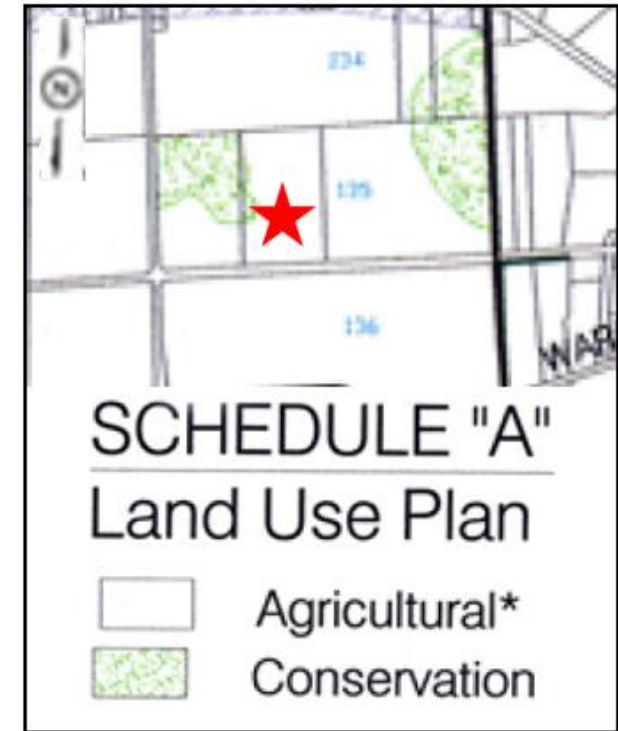 N
234
135
136
WAR
SCHEDULE "A"
Land Use Plan
Agricultural*
Conservation